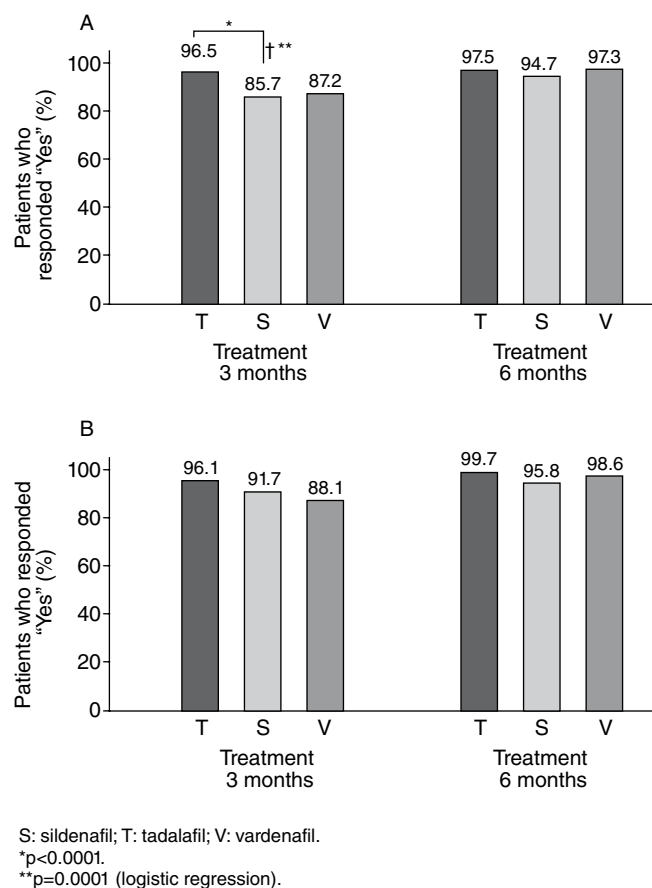 A
*
† **
96.5
85.7
87.2
97.5
94.7
97.3
Patients who
responded “Yes” (%)
100
80
60
40
20
0
T S V T S V
Treatment
3 months
Treatment
6 months
B
96.1
91.7
88.1
99.7
95.8
98.6
Patients who responded
“Yes” (%)
100
80
60
40
20
0
T S V T S V
Treatment
3 months
Treatment
6 months
S: sildenafil; T: tadalafil; V: vardenafil.
*p<0.0001.
**p=0.0001 (logistic regression).